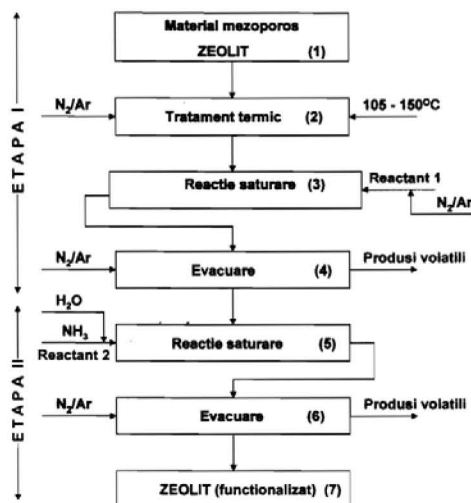 Material mezoporos
ZEOLIT (1)
N₂/Ar
105 - 150⁰C
Tratament termic (2)
Reactie saturare (3)
Reactant 1
N₂/Ar
N₂/Ar
Evacuare (4)
Produsi volatili
ETAPA I
H₂O
NH₃
Reactant 2
Reactie saturare (5)
N₂/Ar
Evacuare (6)
Produsi volatili
ETAPA II
ZEOLIT (functionalizat) (7)